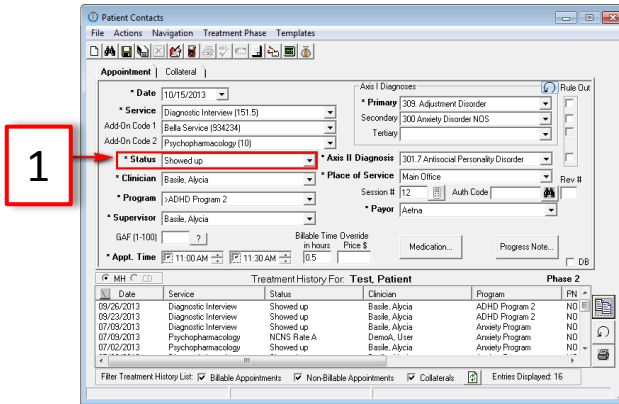 Patient Contacts
File Actions Navigation Treatment Phase Templates
Appointment Collateral
* Date 10/15/2013
* Service Diagnostic Interview (151.5)
Add-On Code 1 Bella Service (934234)
Add-On Code 2 Psychopharmacology (10)
1
* Status Showed up
* Clinician Basile, Alycia
* Program >ADHD Program 2
* Supervisor Basile, Alycia
GAF (1-100) ?
Billable Time Override
in hours Price $
* Appt. Time 11:00 AM 11:30 AM 0.5
Axis I Diagnoses
Rule Out
* Primary 309. Adjustment Disorder
Secondary 300 Anxiety Disorder NOS
Tertiary
* Axis II Diagnosis 301.7 Antisocial Personality Disorder
* Place of Service Main Office
Rev #
Session # 12 Auth Code
* Payor Aetna
Medication... Progress Note...
DB
MH CD Treatment History For: Test, Patient Phase 2
Date Service Status Clinician Program PN
09/26/2013 Diagnostic Interview Showed up Basile, Alycia ADHD Program 2 NO
09/23/2013 Diagnostic Interview Showed up Basile, Alycia ADHD Program 2 NO
07/09/2013 Diagnostic Interview Showed up Basile, Alycia Anxiety Program NO
07/09/2013 Psychopharmacology NCNS Rate A DemoA, User Anxiety Program NO
07/02/2013 Psychopharmacology Showed up Basile, Alycia Anxiety Program NO
Filter Treatment History List: Billable Appointments Non-Billable Appointments Collaterals Entries Displayed: 16